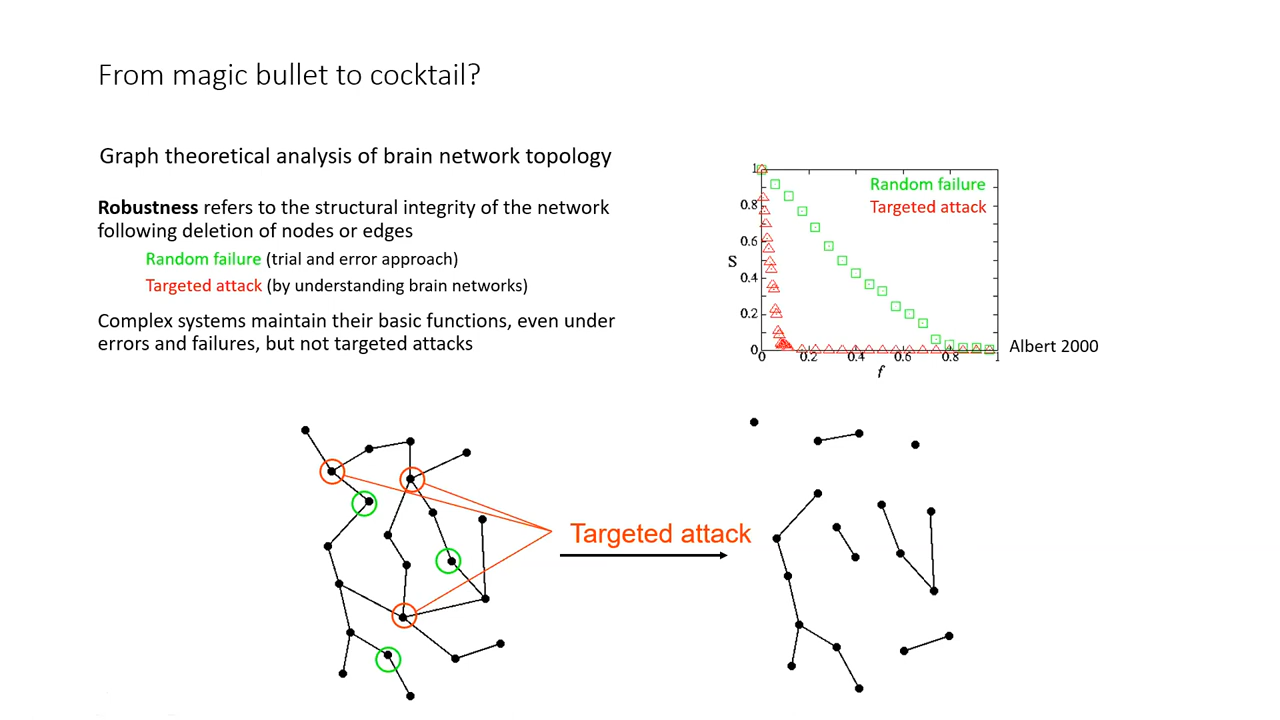 From magic bullet to cocktail?
Graph theoretical analysis of brain network topology
Robustness refers to the structural integrity of the network
following deletion of nodes or edges
Random failure (trial and error approach)
Targeted attack (by understanding brain networks)
Complex systems maintain their basic functions, even under
errors and failures, but not targeted attacks
1
Random failure
0.8
Targeted attack
0.6
S
0.4
0.2
0
0 0.2 0.4 0.6 0.8 1
f
Albert 2000
Targeted attack